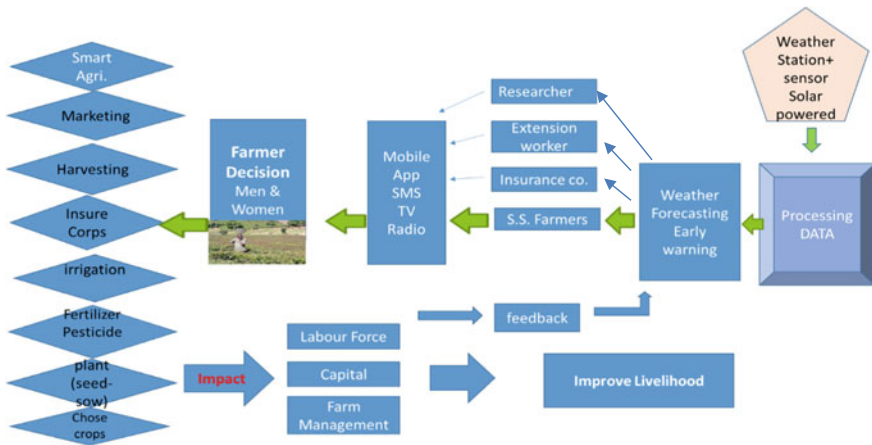 Smart
Agri.
Marketing
Harvesting
Insure
Corps
irrigation
Fertilizer
Pesticide
plant
(seed-
sow)
Chose
crops
Farmer
Decision
Men &
Women
Mobile
App
SMS
TV
Radio
Researcher
Extension
worker
Insurance co.
S.S. Farmers
Weather
Forecasting
Early
warning
Weather
Station+
sensor
Solar
powered
Processing
DATA
Impact
Labour Force
Capital
Farm
Management
feedback
Improve Livelihood